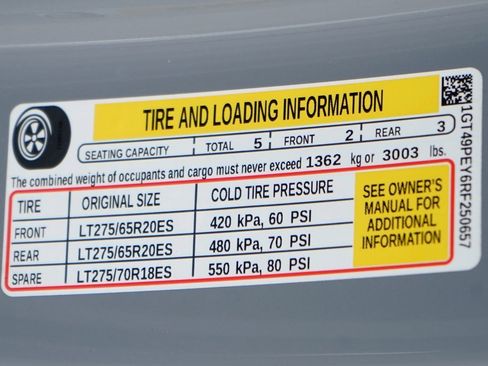 TIRE AND LOADING INFORMATION
SEATING CAPACITY TOTAL 5 FRONT 2 REAR 3
The combined weight of occupants and cargo must never exceed 1362 kg or 3003 lbs.
TIRE ORIGINAL SIZE COLD TIRE PRESSURE
FRONT LT275/65R20ES 420 kPa, 60 PSI
REAR LT275/65R20ES 480 kPa, 70 PSI
SPARE LT275/70R18ES 550 kPa, 80 PSI
SEE OWNER'S
MANUAL FOR
ADDITIONAL
INFORMATION
1GT49PEY6RF250657